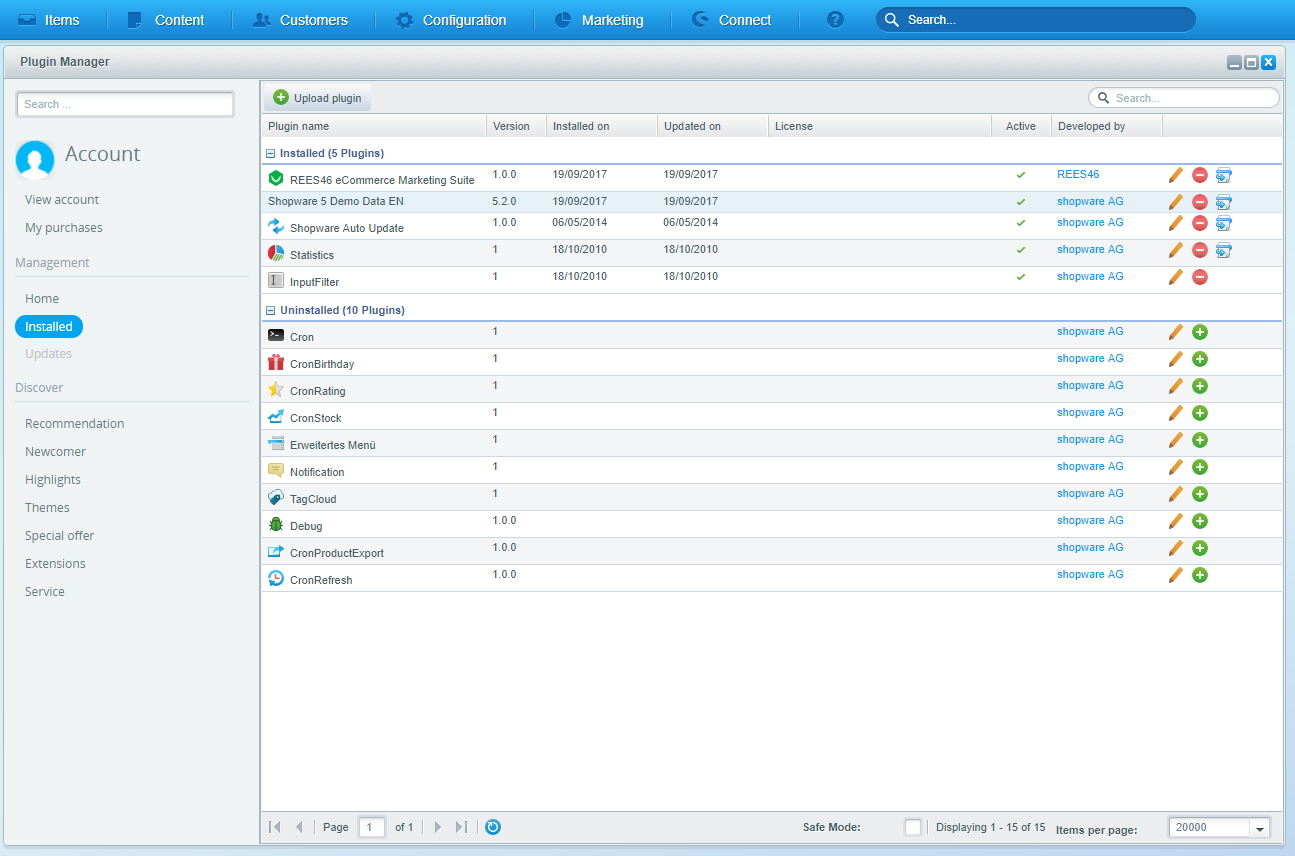 Items Content Customers Configuration Marketing Connect ? Search...
Plugin Manager
Search ...
Account
View account
My purchases
Management
Home
Installed
Updates
Discover
Recommendation
Newcomer
Highlights
Themes
Special offer
Extensions
Service
Upload plugin Search...
Plugin name Version Installed on Updated on License Active Developed by
Installed (5 Plugins)
REES46 eCommerce Marketing Suite 1.0.0 19/09/2017 19/09/2017 REES46
Shopware 5 Demo Data EN 5.2.0 19/09/2017 19/09/2017 shopware AG
Shopware Auto Update 1.0.0 06/05/2014 06/05/2014 shopware AG
Statistics 1 18/10/2010 18/10/2010 shopware AG
InputFilter 1 18/10/2010 18/10/2010 shopware AG
Uninstalled (10 Plugins)
Cron 1 shopware AG
CronBirthday 1 shopware AG
CronRating 1 shopware AG
CronStock 1 shopware AG
Erweitertes Menü 1 shopware AG
Notification 1 shopware AG
TagCloud 1 shopware AG
Debug 1.0.0 shopware AG
CronProductExport 1.0.0 shopware AG
CronRefresh 1.0.0 shopware AG
Page 1 of 1 Safe Mode: Displaying 1 - 15 of 15 Items per page: 20000